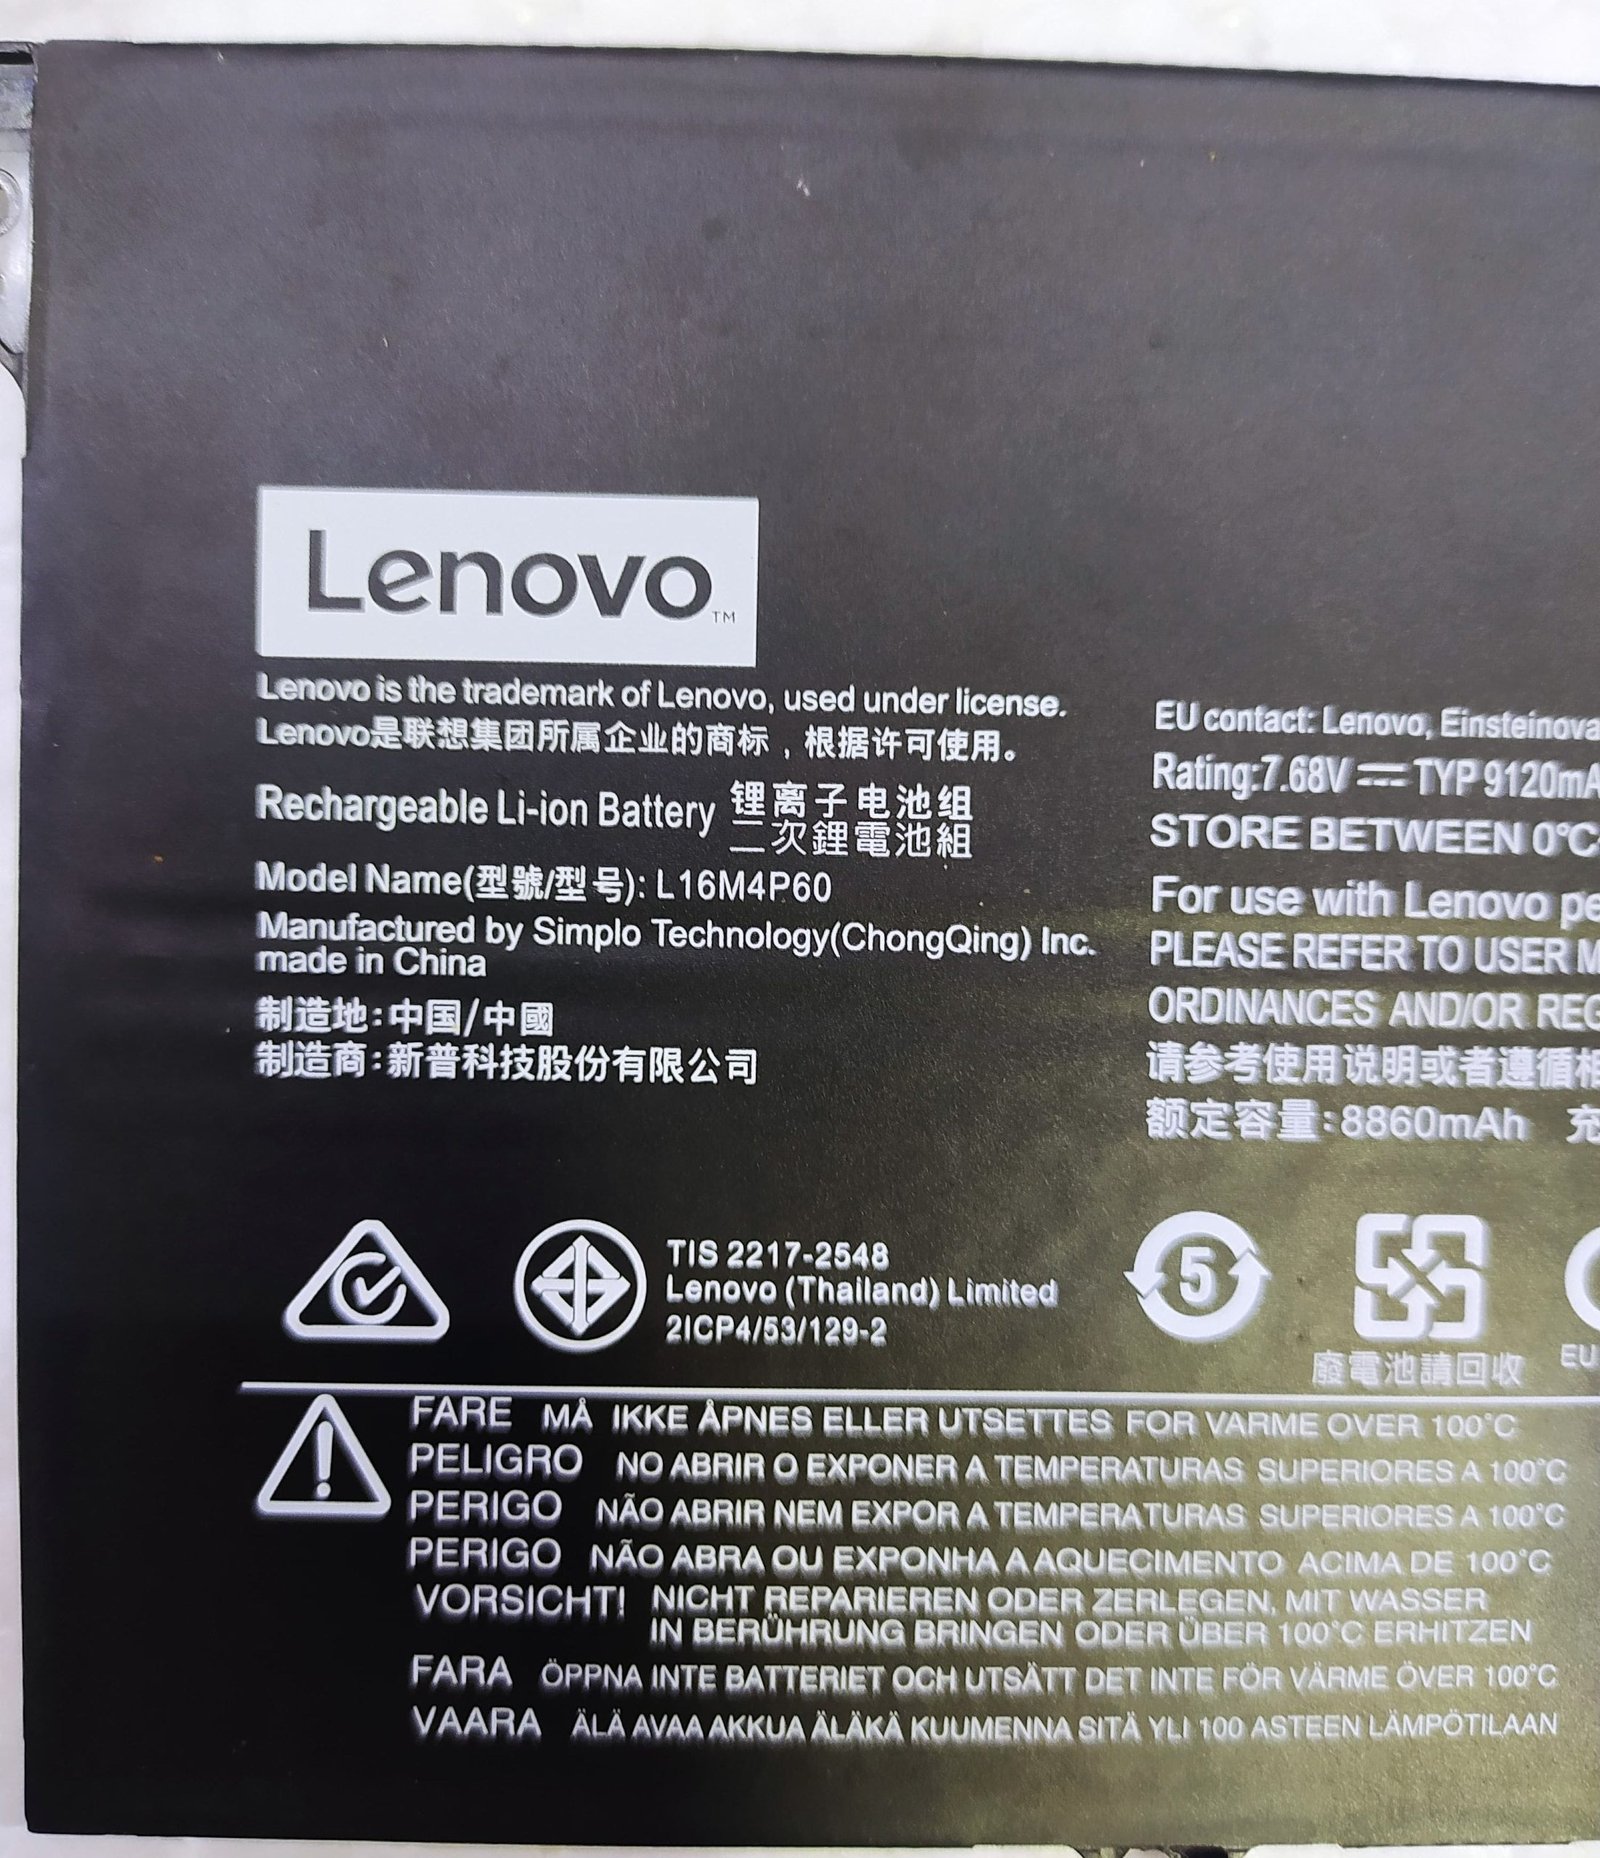 Lenovo™
Lenovo is the trademark of Lenovo, used under license.
Lenovo是联想集团所属企业的商标，根据许可使用。
Rechargeable Li-ion Battery 锂离子电池组
二次鋰電池組
Model Name(型號/型号): L16M4P60
Manufactured by Simplo Technology(ChongQing) Inc.
made in China
制造地:中国/中國
制造商:新普科技股份有限公司
EU contact: Lenovo, Einsteinova
Rating:7.68V⎓TYP 9120mA
STORE BETWEEN 0°C
For use with Lenovo pe
PLEASE REFER TO USER M
ORDINANCES AND/OR REG
请参考使用说明或者遵循相
额定容量:8860mAh 充
TIS 2217-2548
Lenovo (Thailand) Limited
2ICP4/53/129-2
5
廢電池請回收
EU
FARE MÅ IKKE ÅPNES ELLER UTSETTES FOR VARME OVER 100°C
PELIGRO NO ABRIR O EXPONER A TEMPERATURAS SUPERIORES A 100°C
PERIGO NÃO ABRIR NEM EXPOR A TEMPERATURAS SUPERIORES A 100°C
PERIGO NÃO ABRA OU EXPONHA A AQUECIMENTO ACIMA DE 100°C
VORSICHT! NICHT REPARIEREN ODER ZERLEGEN, MIT WASSER
IN BERÜHRUNG BRINGEN ODER ÜBER 100°C ERHITZEN
FARA ÖPPNA INTE BATTERIET OCH UTSÄTT DET INTE FÖR VÄRME ÖVER 100°C
VAARA ÄLÄ AVAA AKKUA ÄLÄKÄ KUUMENNA SITÄ YLI 100 ASTEEN LÄMPÖTILAAN